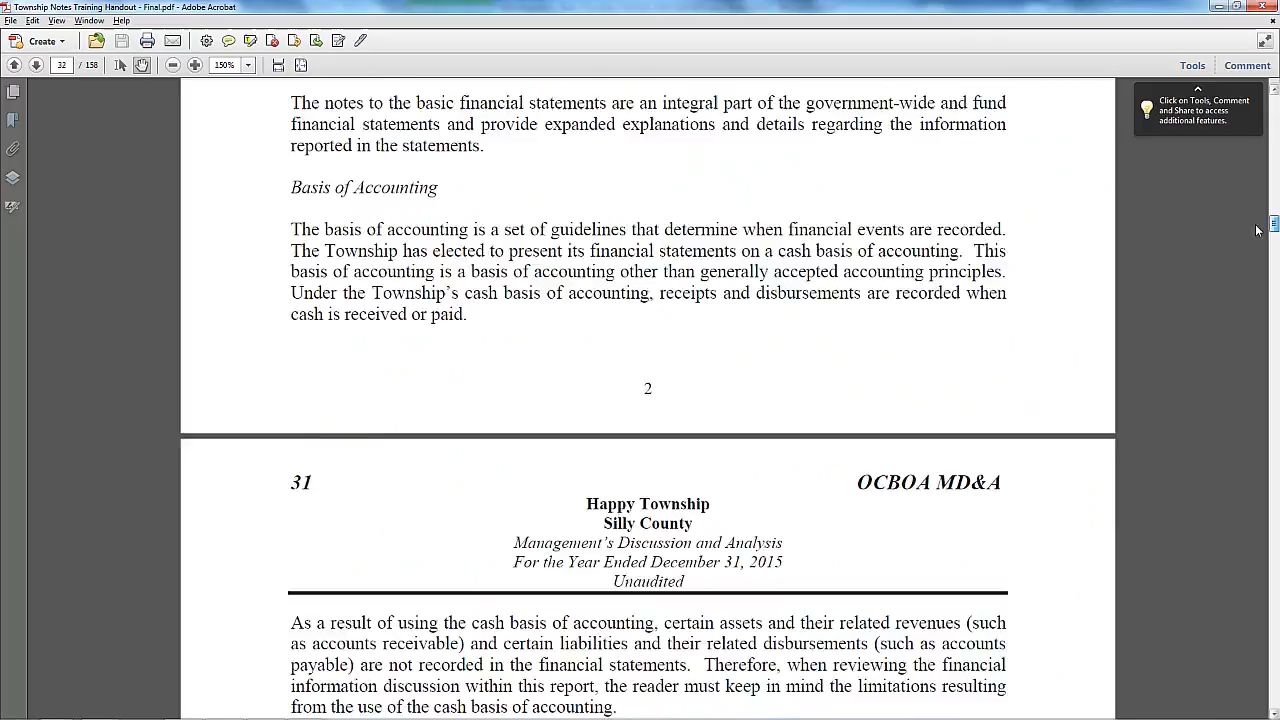 Township Notes Training Handout - Final.pdf - Adobe Acrobat
File Edit View Window Help
Create
32 / 158 150% Tools Comment
Click on Tools, Comment
and Share to access
additional features.
The notes to the basic financial statements are an integral part of the government-wide and fund
financial statements and provide expanded explanations and details regarding the information
reported in the statements.
Basis of Accounting
The basis of accounting is a set of guidelines that determine when financial events are recorded.
The Township has elected to present its financial statements on a cash basis of accounting. This
basis of accounting is a basis of accounting other than generally accepted accounting principles.
Under the Township's cash basis of accounting, receipts and disbursements are recorded when
cash is received or paid.
2
31 OCBOA MD&A
Happy Township
Silly County
Management's Discussion and Analysis
For the Year Ended December 31, 2015
Unaudited
As a result of using the cash basis of accounting, certain assets and their related revenues (such
as accounts receivable) and certain liabilities and their related disbursements (such as accounts
payable) are not recorded in the financial statements. Therefore, when reviewing the financial
information discussion within this report, the reader must keep in mind the limitations resulting
from the use of the cash basis of accounting.